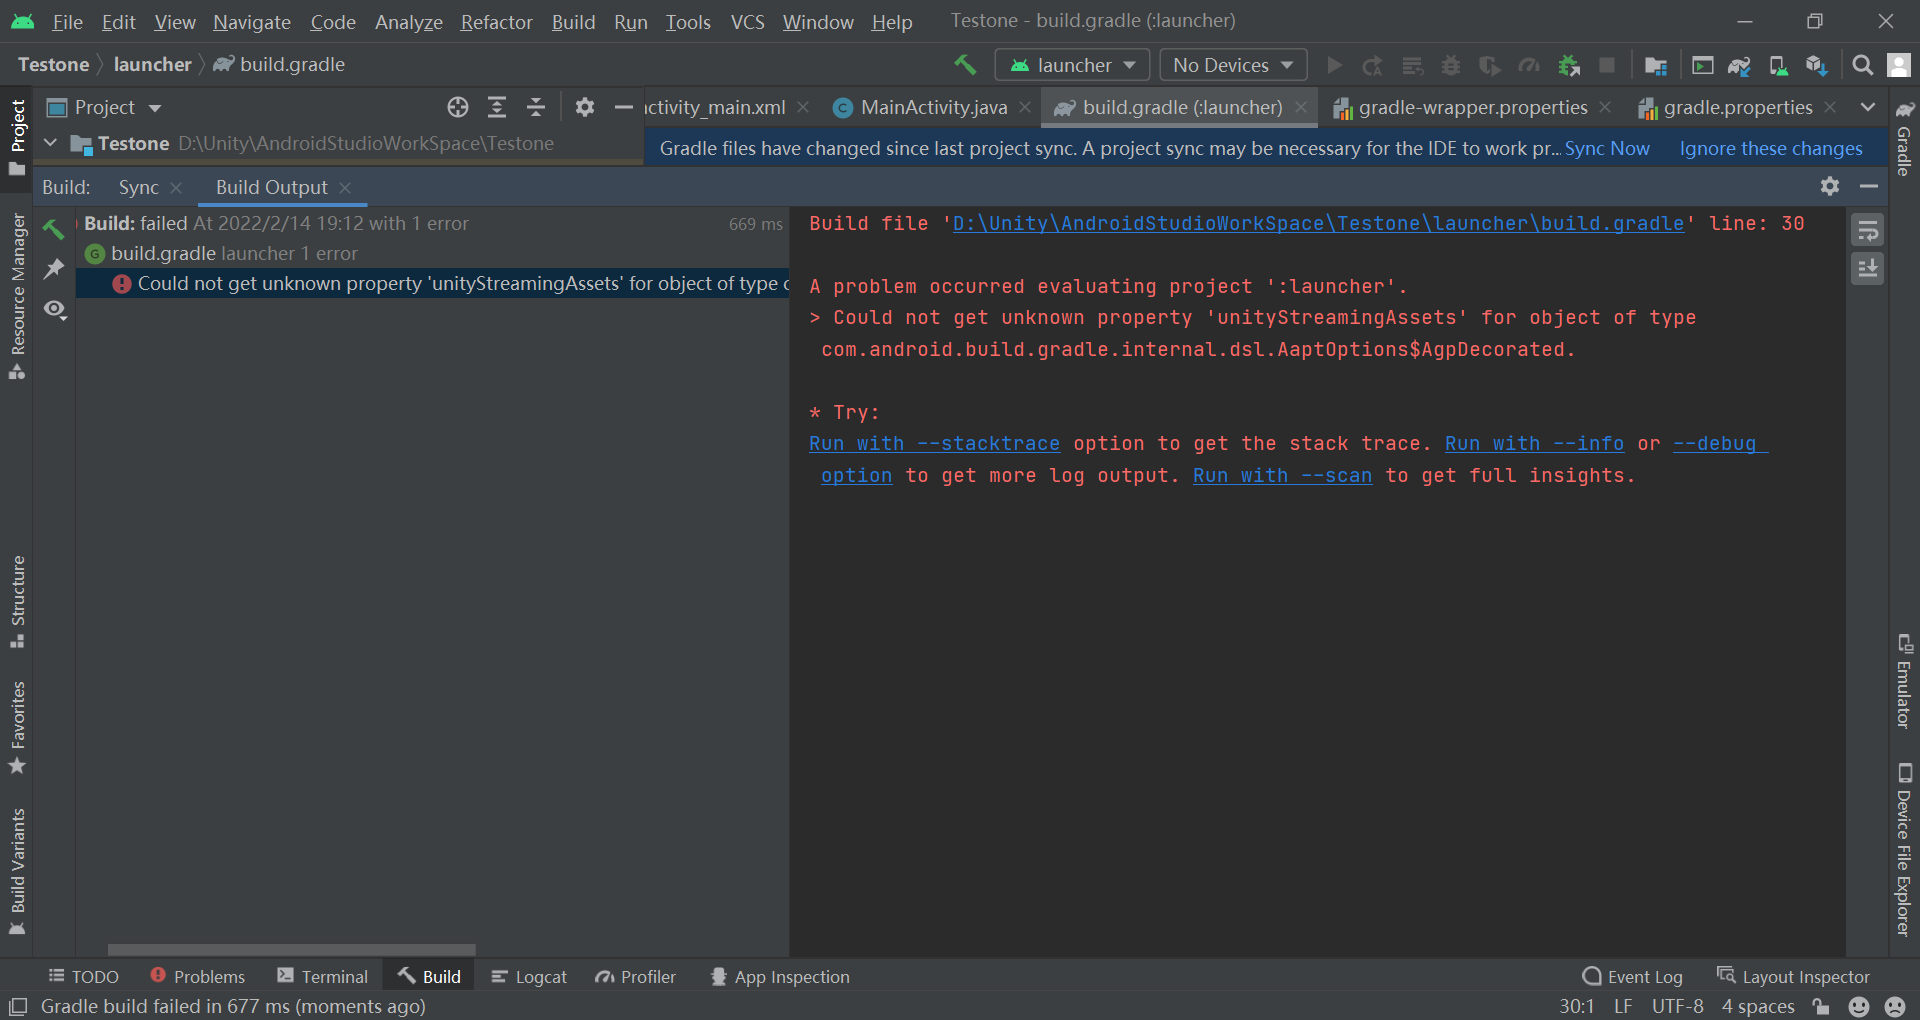 File Edit View Navigate Code Analyze Refactor Build Run Tools VCS Window Help Testone - build.gradle (:launcher)
Testone launcher build.gradle launcher No Devices
Project ctivity_main.xml MainActivity.java build.gradle (:launcher) gradle-wrapper.properties gradle.properties
Testone D:\Unity\AndroidStudioWorkSpace\Testone
Gradle files have changed since last project sync. A project sync may be necessary for the IDE to work pr... Sync Now Ignore these changes
Build: Sync Build Output
Build: failed At 2022/2/14 19:12 with 1 error 669 ms
build.gradle launcher 1 error
Could not get unknown property 'unityStreamingAssets' for object of type c
Build file 'D:\Unity\AndroidStudioWorkSpace\Testone\launcher\build.gradle' line: 30
A problem occurred evaluating project ':launcher'.
> Could not get unknown property 'unityStreamingAssets' for object of type
com.android.build.gradle.internal.dsl.AaptOptions$AgpDecorated.
* Try:
Run with --stacktrace option to get the stack trace. Run with --info or --debug
option to get more log output. Run with --scan to get full insights.
Project
Resource Manager
Structure
Favorites
Build Variants
Gradle
Emulator
Device File Explorer
TODO Problems Terminal Build Logcat Profiler App Inspection Event Log Layout Inspector
Gradle build failed in 677 ms (moments ago) 30:1 LF UTF-8 4 spaces